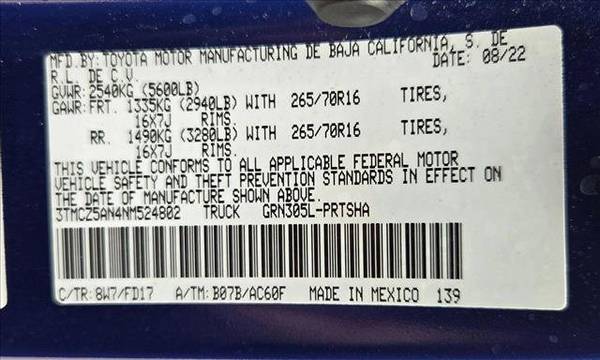 MFD.BY:TOYOTA MOTOR MANUFACTURING DE BAJA CALIFORNIA, S. DE
R.L. DE C.V. DATE: 08/22
GVWR:2540KG (5600LB)
GAWR:FRT. 1335KG (2940LB) WITH 265/70R16 TIRES,
16X7J RIMS.
RR. 1490KG (3280LB) WITH 265/70R16 TIRES,
16X7J RIMS.
THIS VEHICLE CONFORMS TO ALL APPLICABLE FEDERAL MOTOR
VEHICLE SAFETY AND THEFT PREVENTION STANDARDS IN EFFECT ON
THE DATE OF MANUFACTURE SHOWN ABOVE.
3TMCZ5AN4NM524802 TRUCK GRN305L-PRTSHA
C/TR:8W7/FD17 A/TM:B07B/AC60F MADE IN MEXICO 139